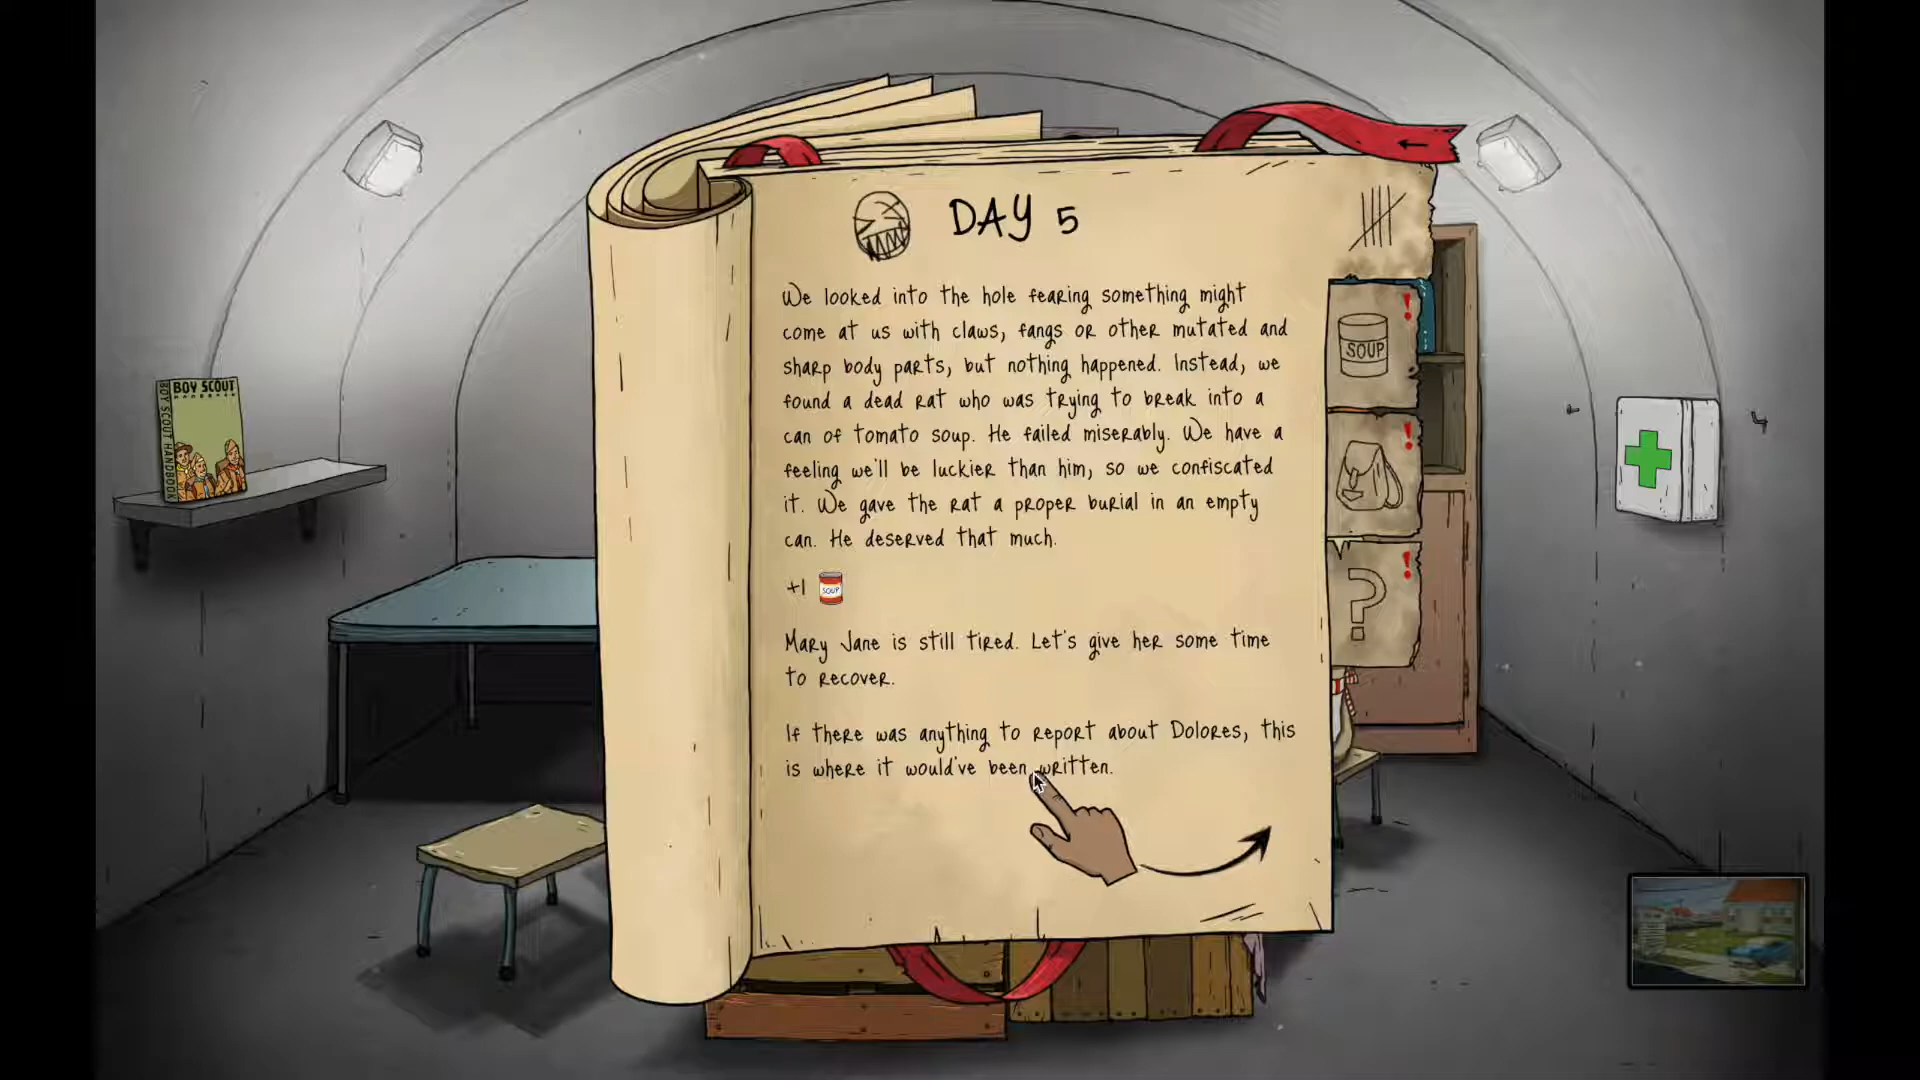 DAY 5
We looked into the hole fearing something might
come at us with claws, fangs or other mutated and
sharp body parts, but nothing happened. Instead, we
found a dead rat who was trying to break into a
can of tomato soup. He failed miserably. We have a
feeling we'll be luckier than him, so we confiscated
it. We gave the rat a proper burial in an empty
can. He deserved that much.
+1
SOUP
Mary Jane is still tired. Let's give her some time
to recover.
If there was anything to report about Dolores, this
is where it would've been written.
!
SOUP
!
!
?
BOY SCOUT
BOY SCOUT HANDBOOK